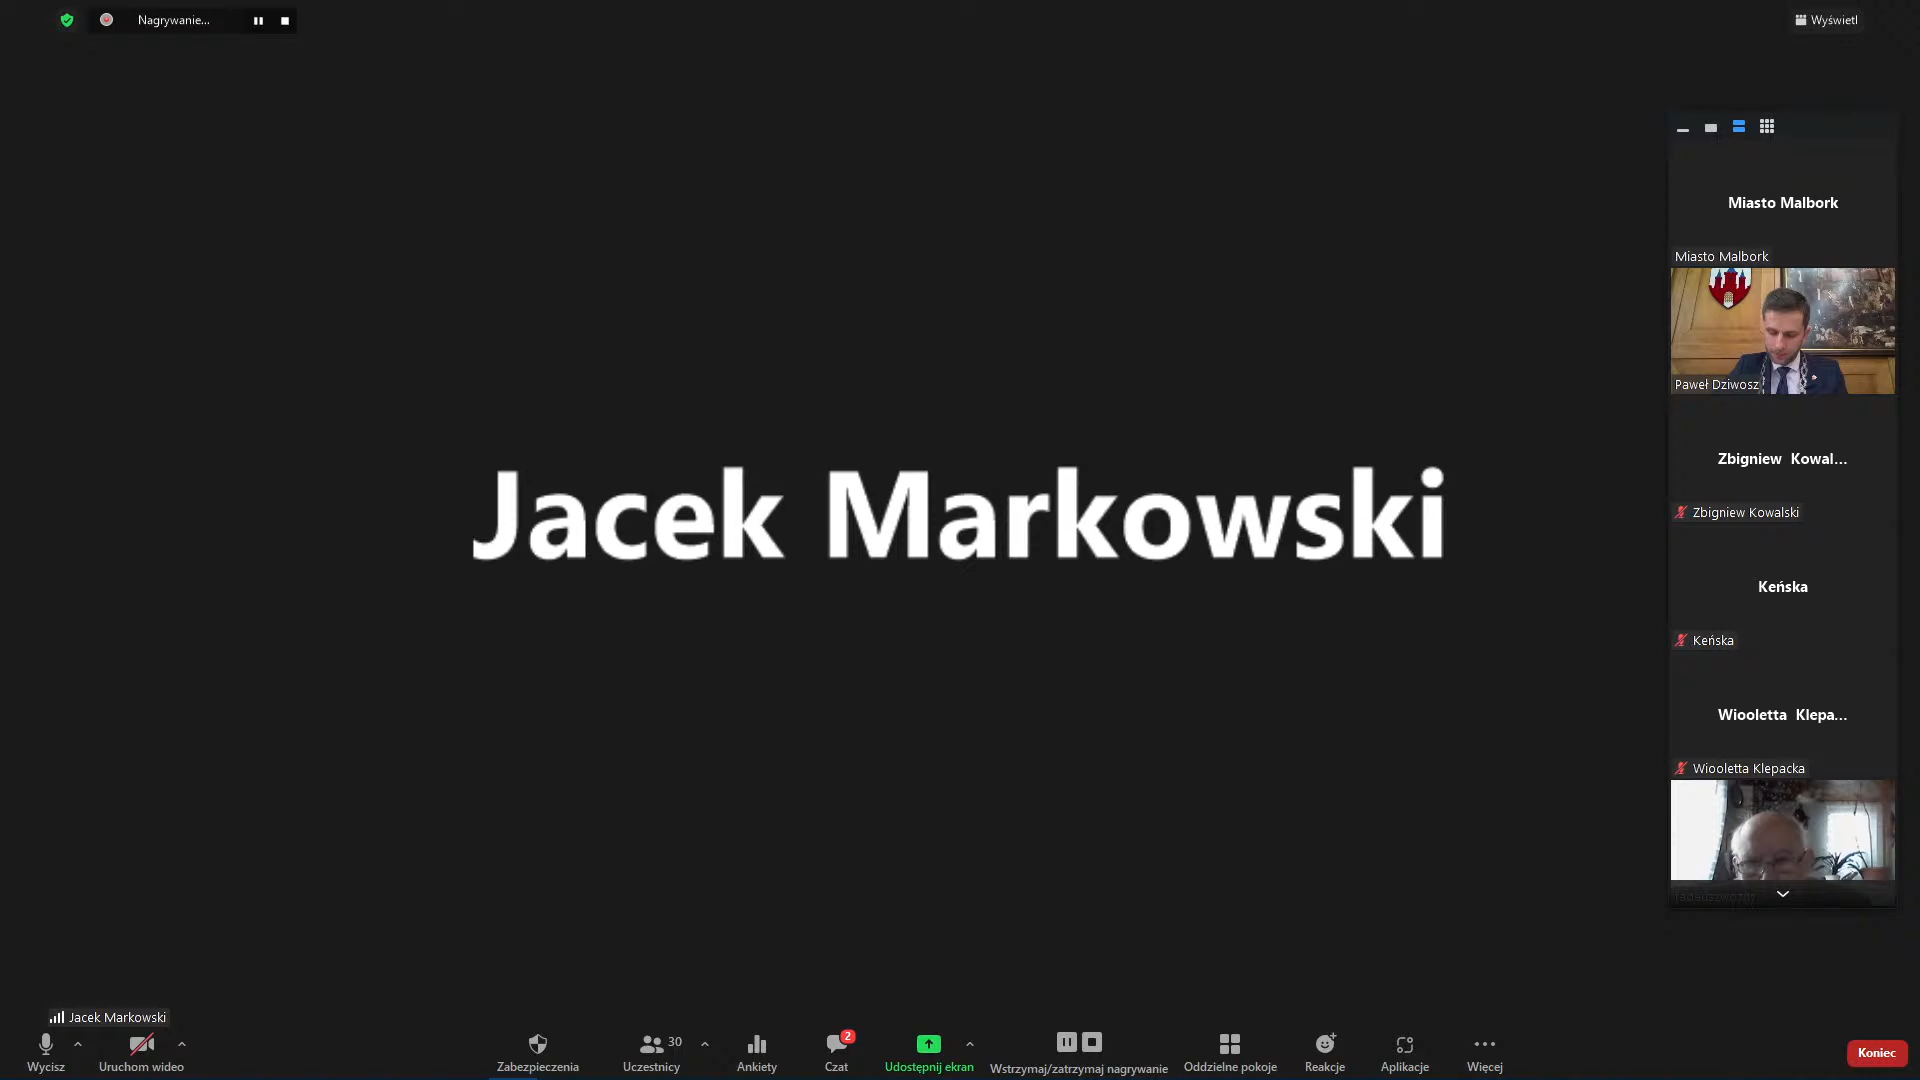 Nagrywanie...
Wyświetl
Miasto Malbork
Miasto Malbork
Paweł Dziwosz
Zbigniew Kowal...
Zbigniew Kowalski
Keńska
Keńska
Wiooletta Klepa...
Wiooletta Klepacka
Jacek Markowski
Jacek Markowski
Wycisz
Uruchom wideo
Zabezpieczenia
30
Uczestnicy
Ankiety
2
Czat
Udostępnij ekran
Wstrzymaj/zatrzymaj nagrywanie
Oddzielne pokoje
Reakcje
Aplikacje
Więcej
Koniec